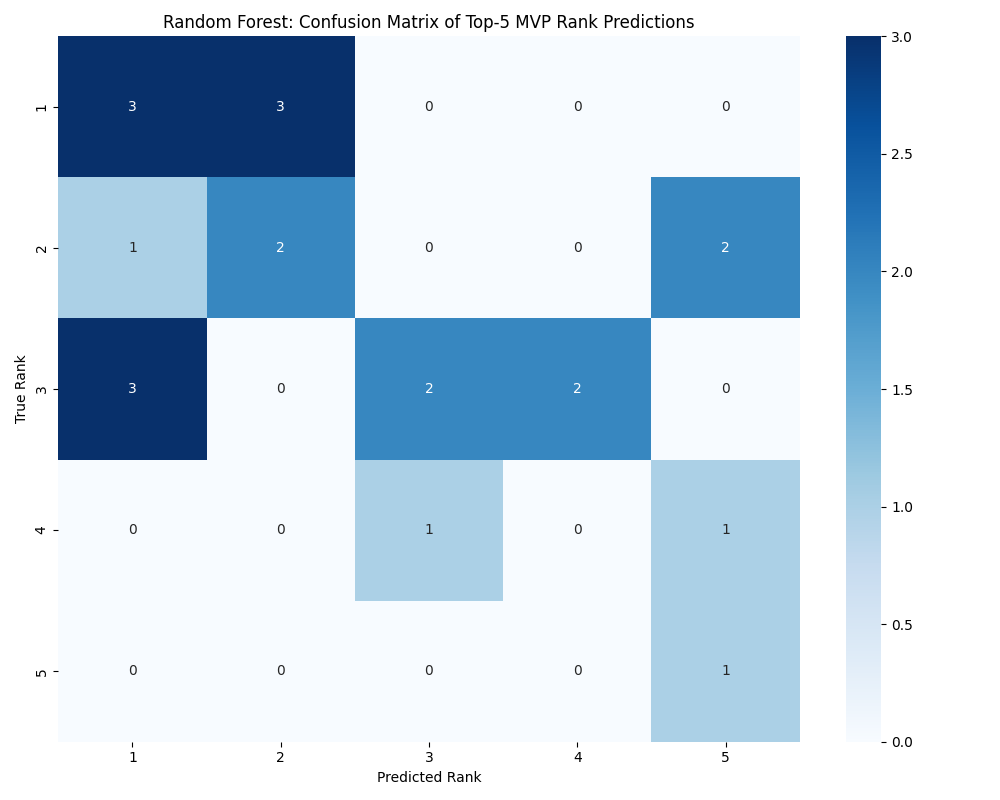 Random Forest: Confusion Matrix of Top-5 MVP Rank Predictions
True Rank
1 3 3 0 0 0
2 1 2 0 0 2
3 3 0 2 2 0
4 0 0 1 0 1
5 0 0 0 0 1
1 2 3 4 5
Predicted Rank
3.0
2.5
2.0
1.5
1.0
0.5
0.0